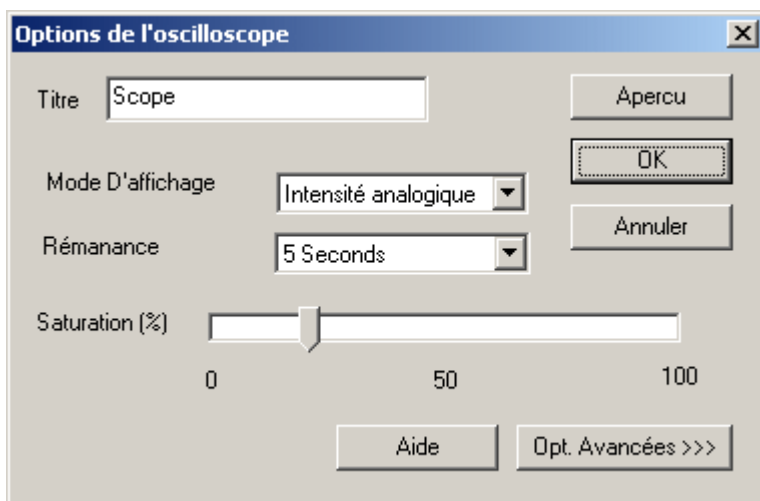 Options de l'oscilloscope
Titre
Scope
Apercu
OK
Mode D'affichage
Intensité analogique
Annuler
Rémanance
5 Seconds
Saturation (%)
0 50 100
Aide
Opt. Avancées >>>